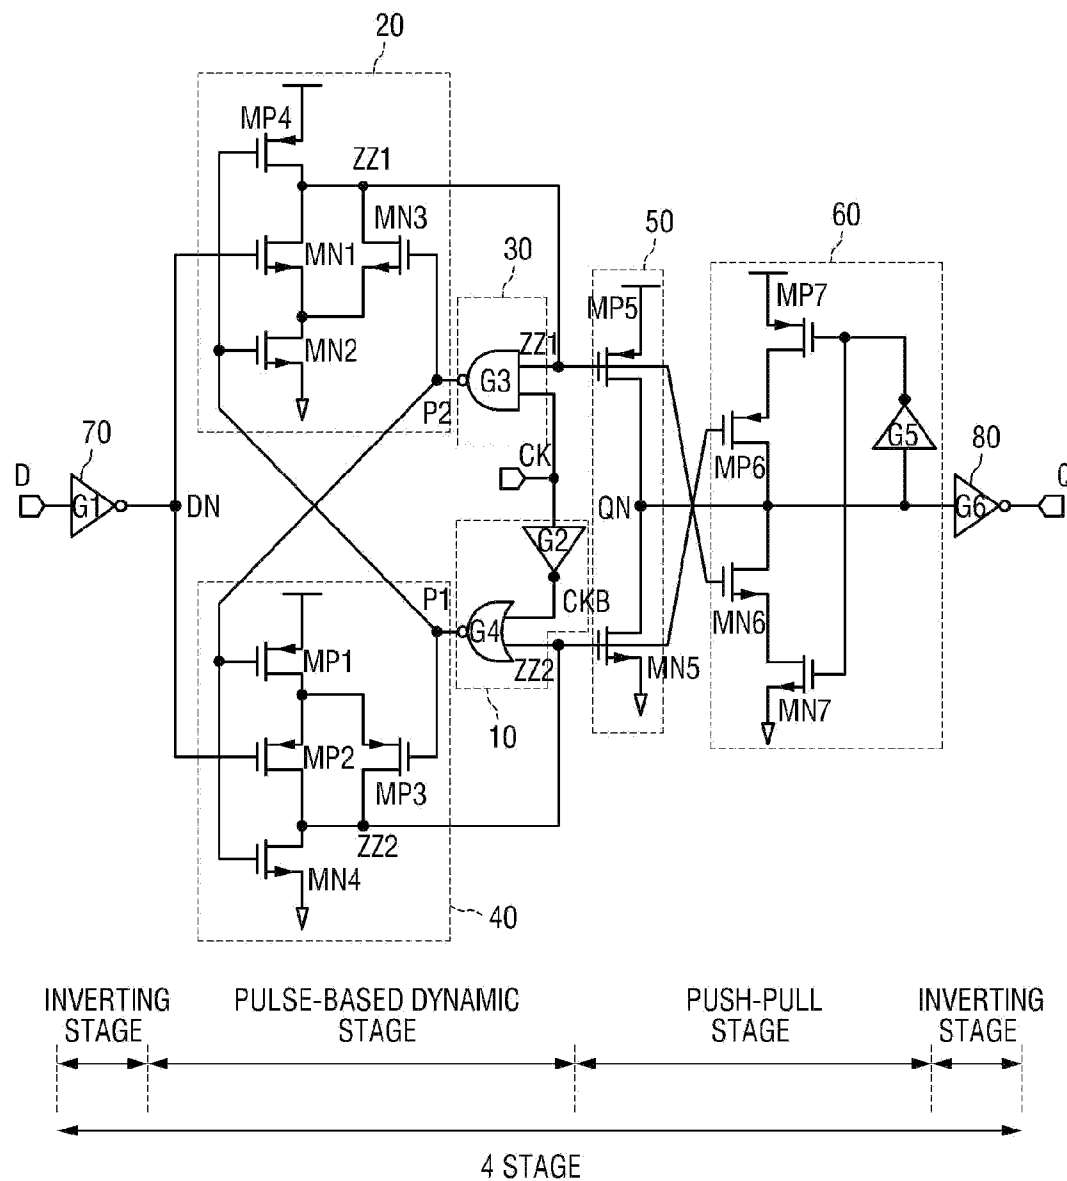 20
MP4
ZZ1
MN3
MN1
MN2
30
ZZ1
G3
P2
50
MP5
60
MP7
MP6
G5
70
D
G1
DN
CK
QN
80
G6
Q
G2
CKB
P1
G4
ZZ2
10
MN5
MN6
MN7
MP1
MP2
MP3
ZZ2
MN4
40
INVERTING
STAGE
PULSE-BASED DYNAMIC
STAGE
PUSH-PULL
STAGE
INVERTING
STAGE
4 STAGE